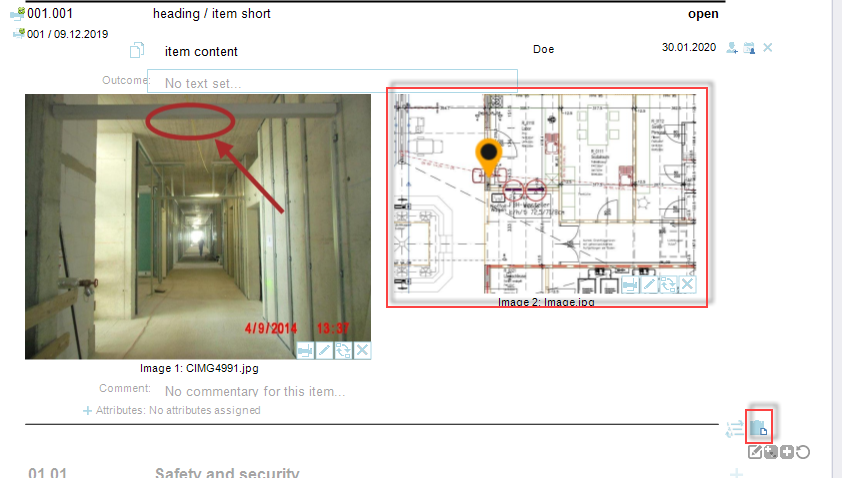 001.001 heading / item short open
001 / 09.12.2019
item content Doe 30.01.2020
Outcome: No text set...
4/9/2014 13:37
Image 1: CIMG4991.jpg
Image 2: Image.jpg
Comment: No commentary for this item...
+ Attributes: No attributes assigned
01.01 Safety and security